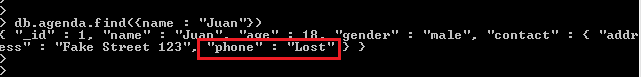 >
> db.agenda.find({name : "Juan"})
{ "_id" : 1, "name" : "Juan", "age" : 18, "gender" : "male", "contact" : { "addr
ess" : "Fake Street 123", "phone" : "Lost" } }
>
>